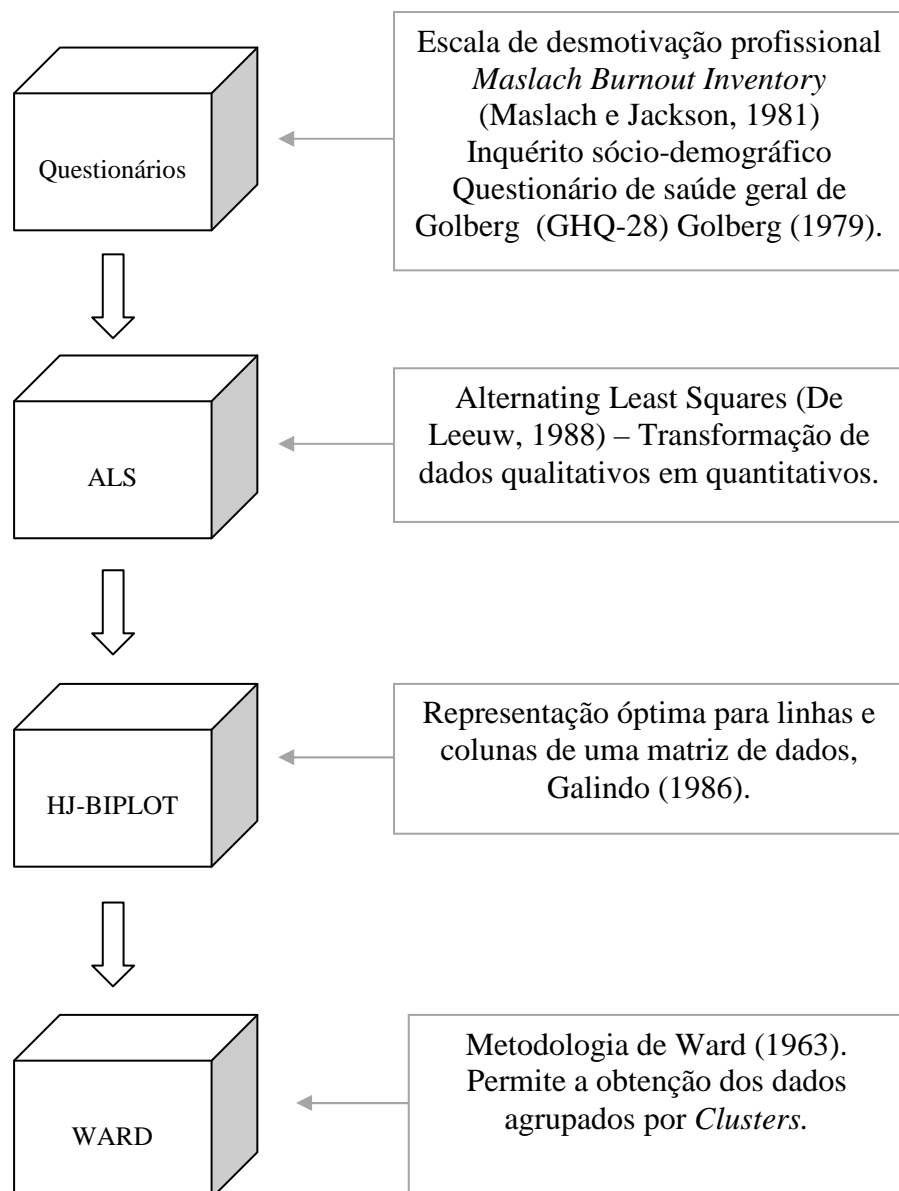 Questionários
Escala de desmotivação profissional
Maslach Burnout Inventory
(Maslach e Jackson, 1981)
Inquérito sócio-demográfico
Questionário de saúde geral de
Golberg (GHQ-28) Golberg (1979).
ALS
Alternating Least Squares (De
Leeuw, 1988) – Transformação de
dados qualitativos em quantitativos.
HJ-BIPLOT
Representação óptima para linhas e
colunas de uma matriz de dados,
Galindo (1986).
WARD
Metodologia de Ward (1963).
Permite a obtenção dos dados
agrupados por Clusters.